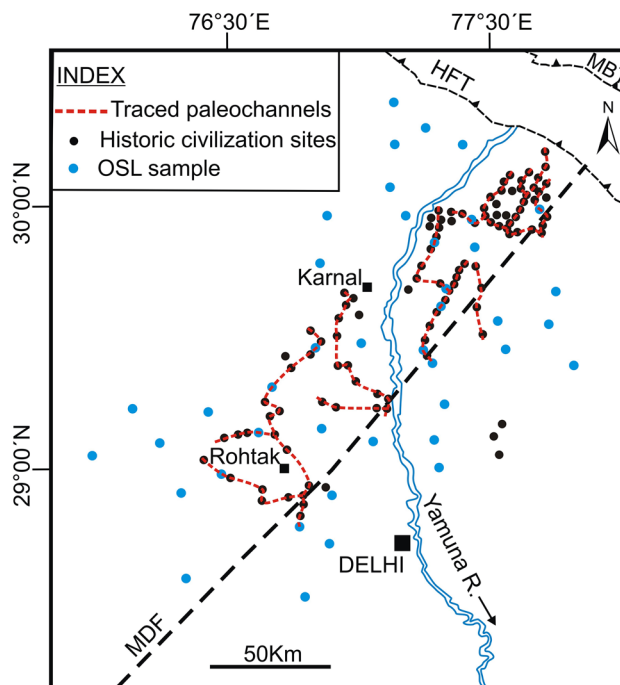 76°30´E
77°30´E
INDEX
Traced paleochannels
Historic civilization sites
OSL sample
HFT
MBT
N
30°00´N
Karnal
Rohtak
29°00´N
Yamuna R.
DELHI
MDF
50Km